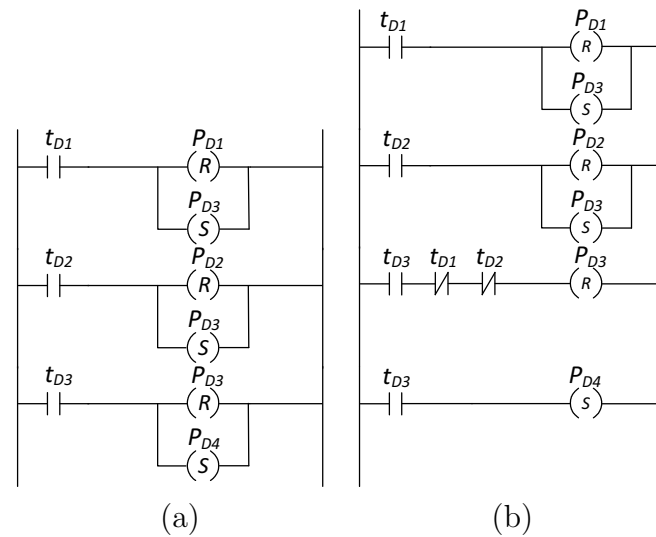 t_D1 P_D1
R
P_D3
S
t_D2 P_D2
R
P_D3
S
t_D3 P_D3
R
P_D4
S
(a)
t_D1 P_D1
R
P_D3
S
t_D2 P_D2
R
P_D3
S
t_D3 t_D1 t_D2 P_D3
R
t_D3 P_D4
S
(b)